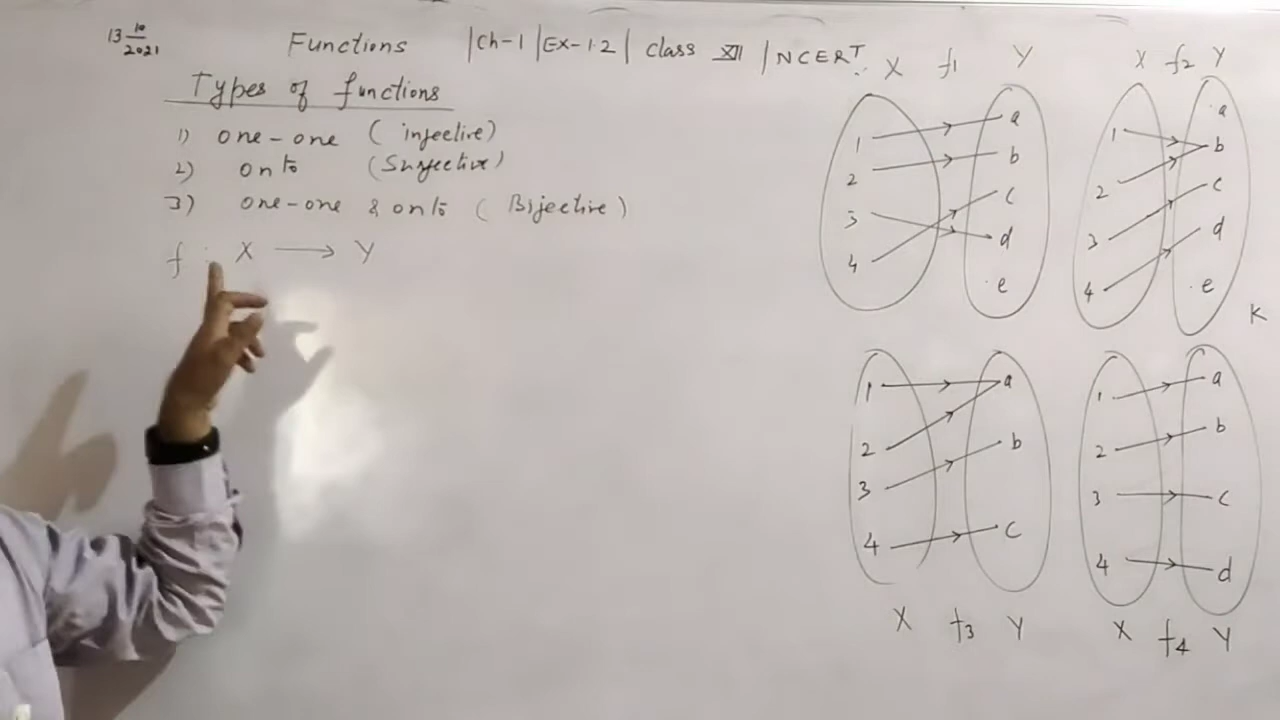 13 10/2021
Functions |Ch-1|Ex-1.2| Class XII |NCERT
Types of functions
1) one-one (injective)
2) onto (Surjective)
3) one-one & onto (Bijective)
f : X → Y
X f1 Y
1 a
2 b
3 c
4 d
e
X f2 Y
a
1 b
2 c
3 d
4 e
K
1 a
2 b
3
4 c
X f3 Y
1 a
2 b
3 c
4 d
X f4 Y